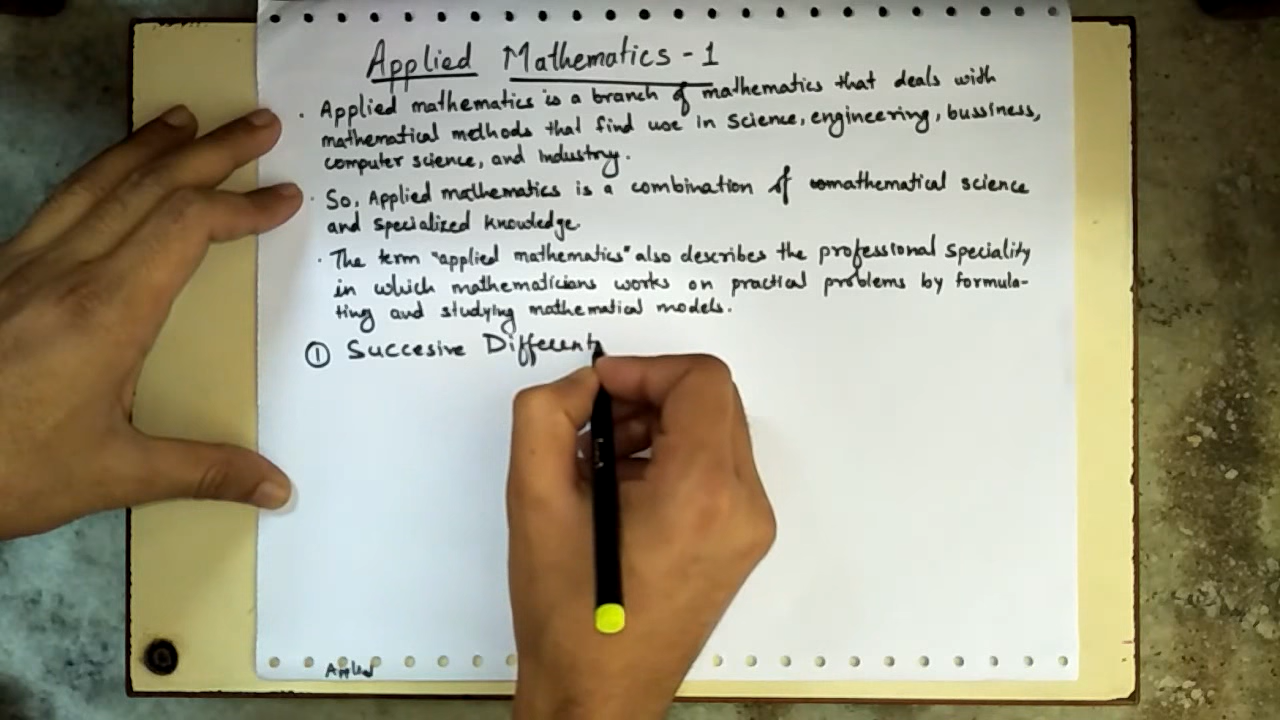 Applied Mathematics - 1
· Applied mathematics is a branch of mathematics that deals with
mathematical methods that find use in Science, engineering, bussiness,
computer science, and industry.
· So, Applied mathematics is a combination of mathematical science
and specialized knowledge.
· The term "applied mathematics" also describes the professional speciality
in which mathematicians works on practical problems by formula-
ting and studying mathematical models.
① Succesive Different
Applied